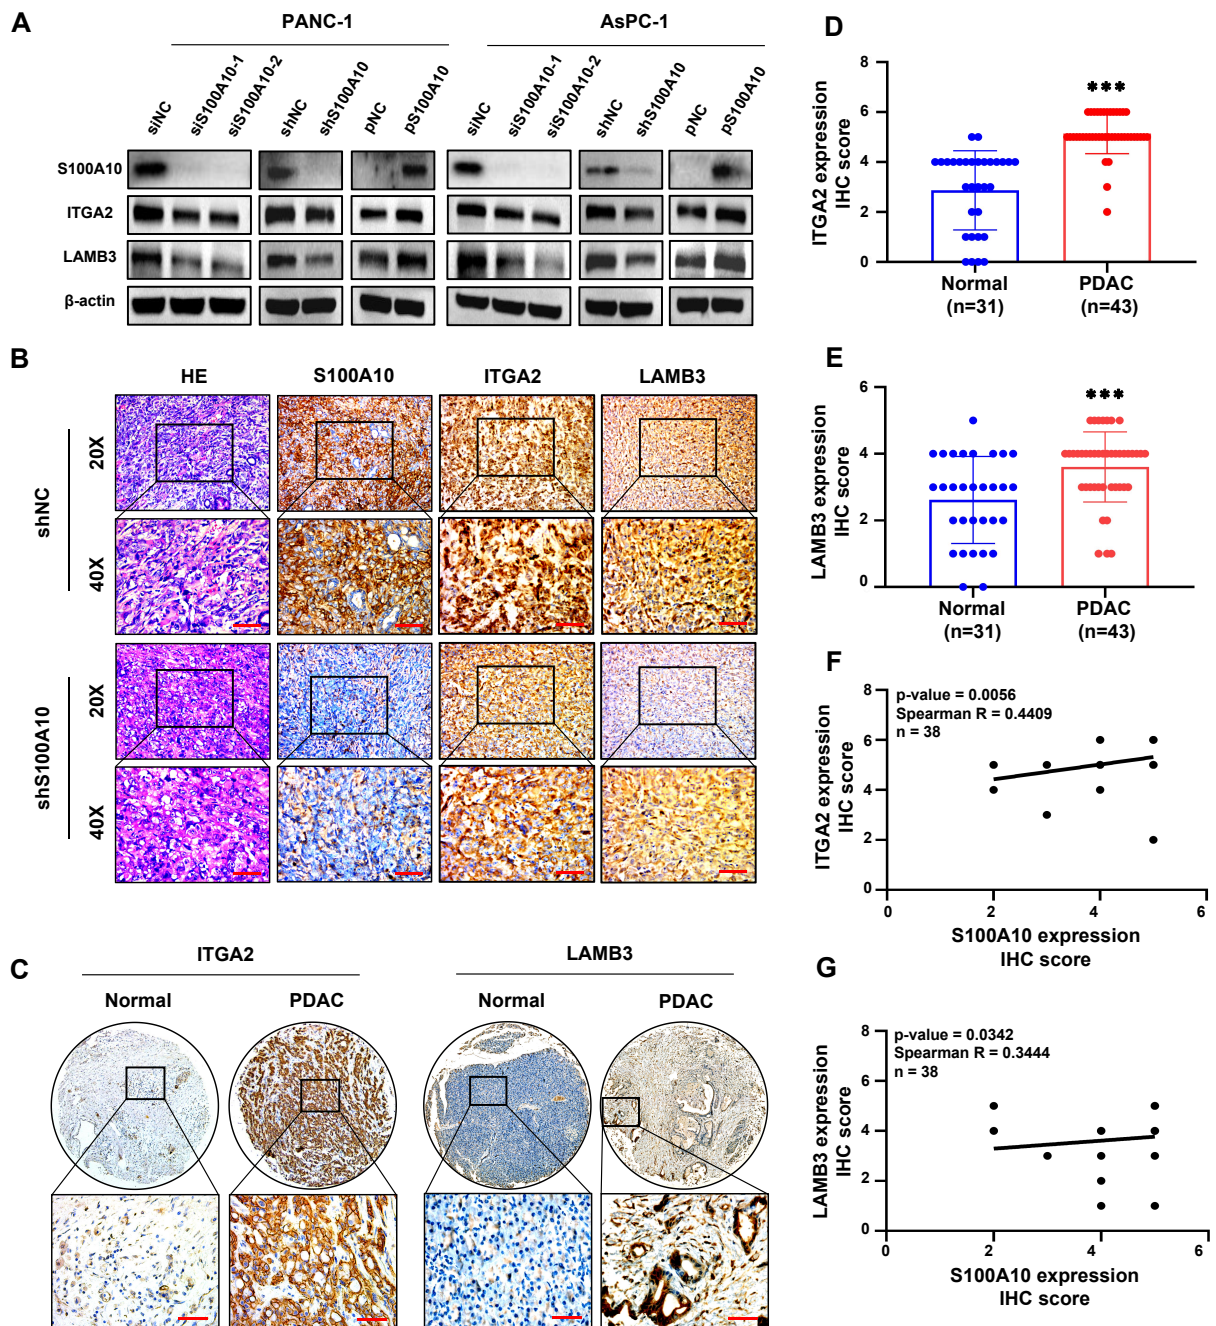 A
PANC-1
AsPC-1
siNC
siS100A10-1
siS100A10-2
shNC
shS100A10
pNC
pS100A10
siNC
siS100A10-1
siS100A10-2
shNC
shS100A10
pNC
pS100A10
S100A10
ITGA2
LAMB3
β-actin
B
HE
S100A10
ITGA2
LAMB3
shNC
20X
40X
shS100A10
20X
40X
C
ITGA2
LAMB3
Normal
PDAC
Normal
PDAC
D
ITGA2 expression
IHC score
8
6
4
2
0
***
Normal
(n=31)
PDAC
(n=43)
E
LAMB3 expression
IHC score
6
4
2
0
***
Normal
(n=31)
PDAC
(n=43)
F
p-value = 0.0056
Spearman R = 0.4409
n = 38
ITGA2 expression
IHC score
8
6
4
2
0
0
2
4
6
S100A10 expression
IHC score
G
p-value = 0.0342
Spearman R = 0.3444
n = 38
LAMB3 expression
IHC score
8
6
4
2
0
0
2
4
6
S100A10 expression
IHC score